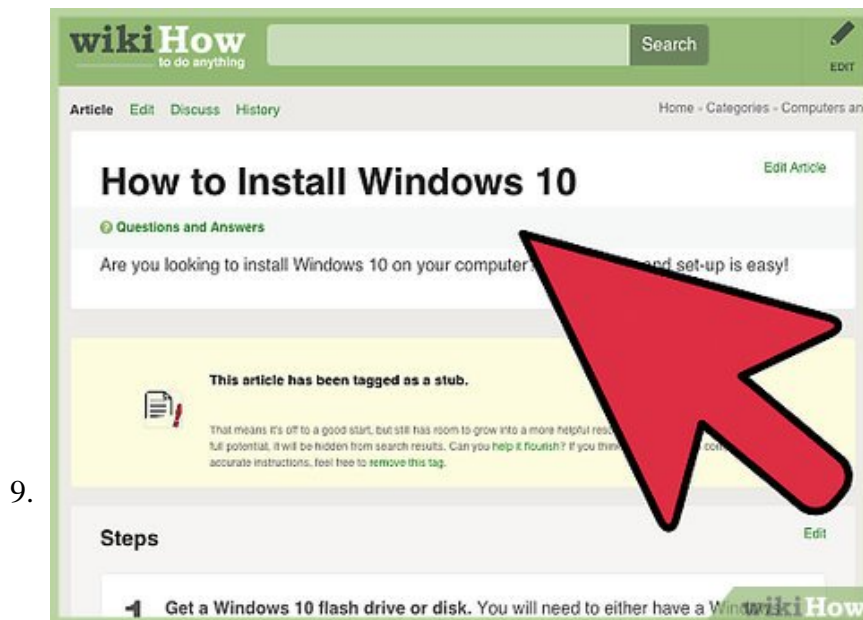 wikiHow
to do anything
Search
EDIT
Article Edit Discuss History
Home - Categories - Computers an
How to Install Windows 10
Edit Article
Questions and Answers
Are you looking to install Windows 10 on your computer? and set-up is easy!
This article has been tagged as a stub.
That means it's off to a good start, but still has room to grow into a more helpful
full potential, it will be hidden from search results. Can you help it flourish? If you
accurate instructions, feel free to remove this tag.
9.
Steps
Edit
1 Get a Windows 10 flash drive or disk. You will need to either have a
wikiHow